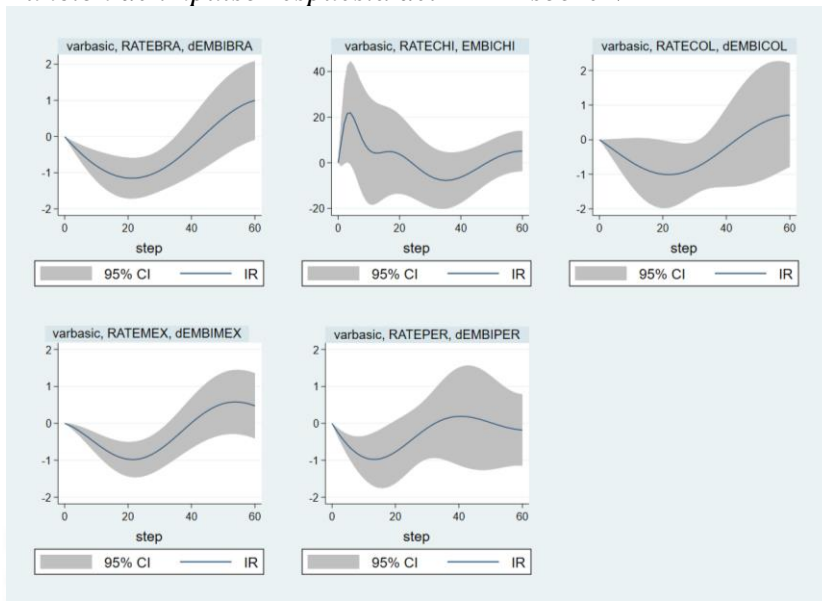 varbasic, RATEBRA, dEMBIBRA
2
1
0
-1
-2
0 20 40 60
step
95% CI IR
varbasic, RATECHI, EMBICHI
40
20
0
-20
0 20 40 60
step
95% CI IR
varbasic, RATECOL, dEMBICOL
2
1
0
-1
-2
0 20 40 60
step
95% CI IR
varbasic, RATEMEX, dEMBIMEX
2
1
0
-1
-2
0 20 40 60
step
95% CI IR
varbasic, RATEPER, dEMBIPER
2
1
0
-1
-2
0 20 40 60
step
95% CI IR